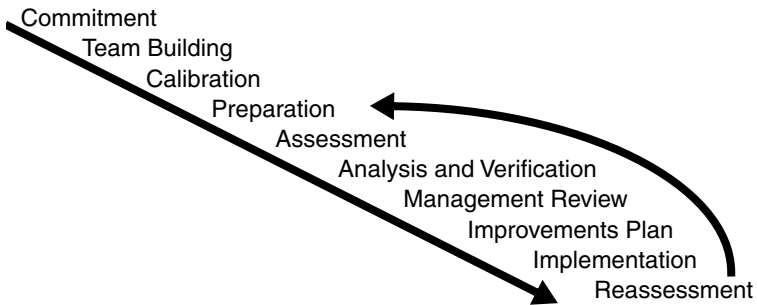 Commitment
Team Building
Calibration
Preparation
Assessment
Analysis and Verification
Management Review
Improvements Plan
Implementation
Reassessment